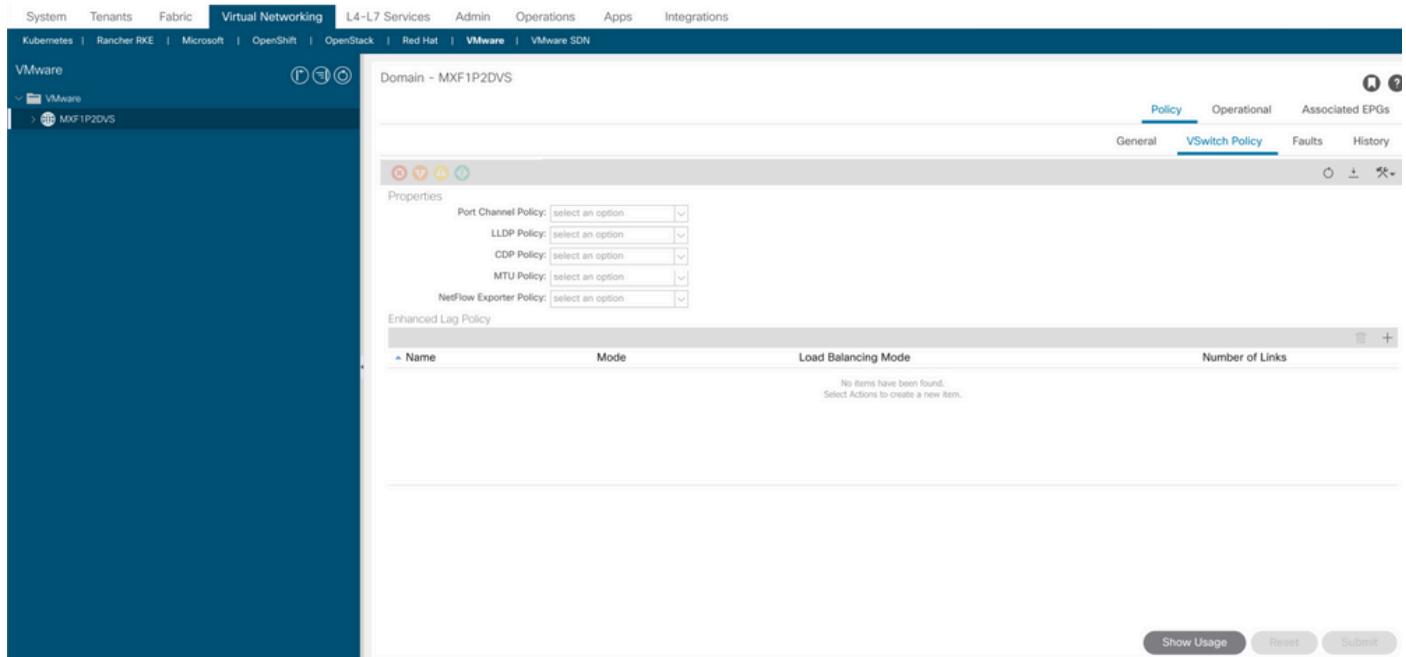 System Tenants Fabric Virtual Networking L4-L7 Services Admin Operations Apps Integrations
Kubernetes | Rancher RKE | Microsoft | OpenShift | OpenStack | Red Hat | VMware | VMware SDN
VMware
VMware
MXF1P2DVS
Domain - MXF1P2DVS
Policy Operational Associated EPGs
General VSwitch Policy Faults History
Properties
Port Channel Policy: select an option
LLDP Policy: select an option
CDP Policy: select an option
MTU Policy: select an option
NetFlow Exporter Policy: select an option
Enhanced Lag Policy
Name Mode Load Balancing Mode Number of Links
No items have been found.
Select Actions to create a new item.
Show Usage Reset Submit